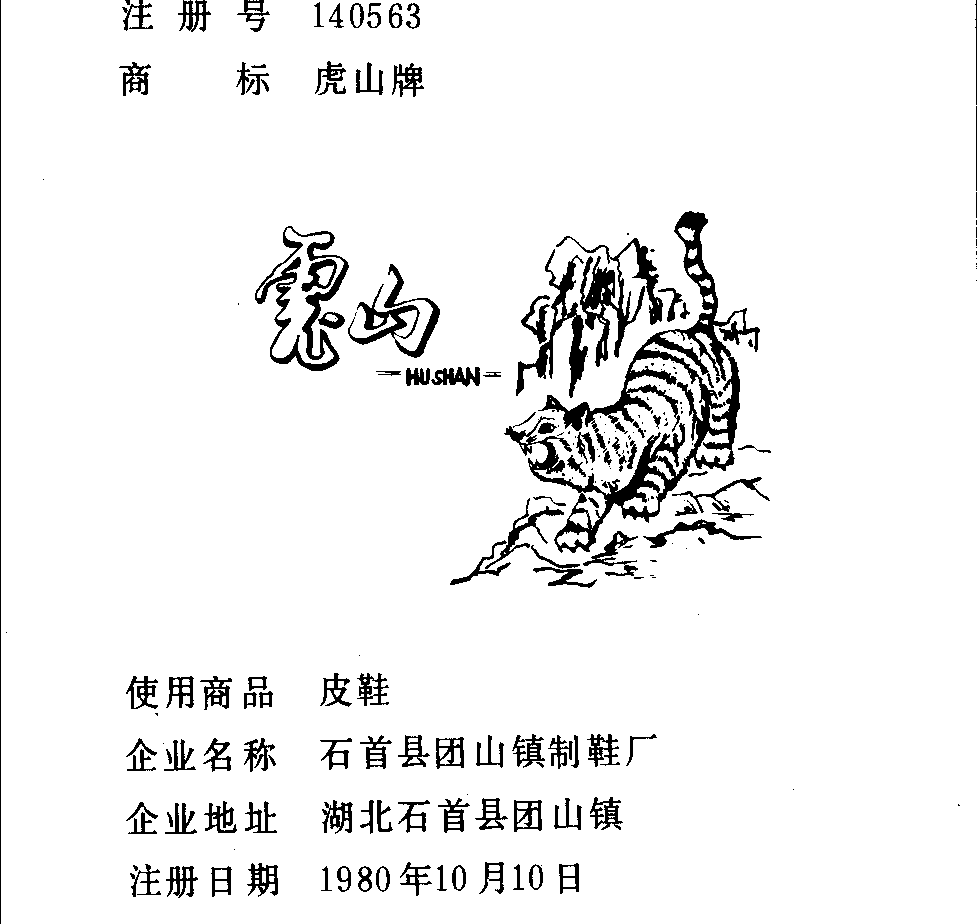 注册号 140563
商标 虎山牌
虎山
HUSHAN
使用商品 皮鞋
企业名称 石首县团山镇制鞋厂
企业地址 湖北石首县团山镇
注册日期 1980年10月10日